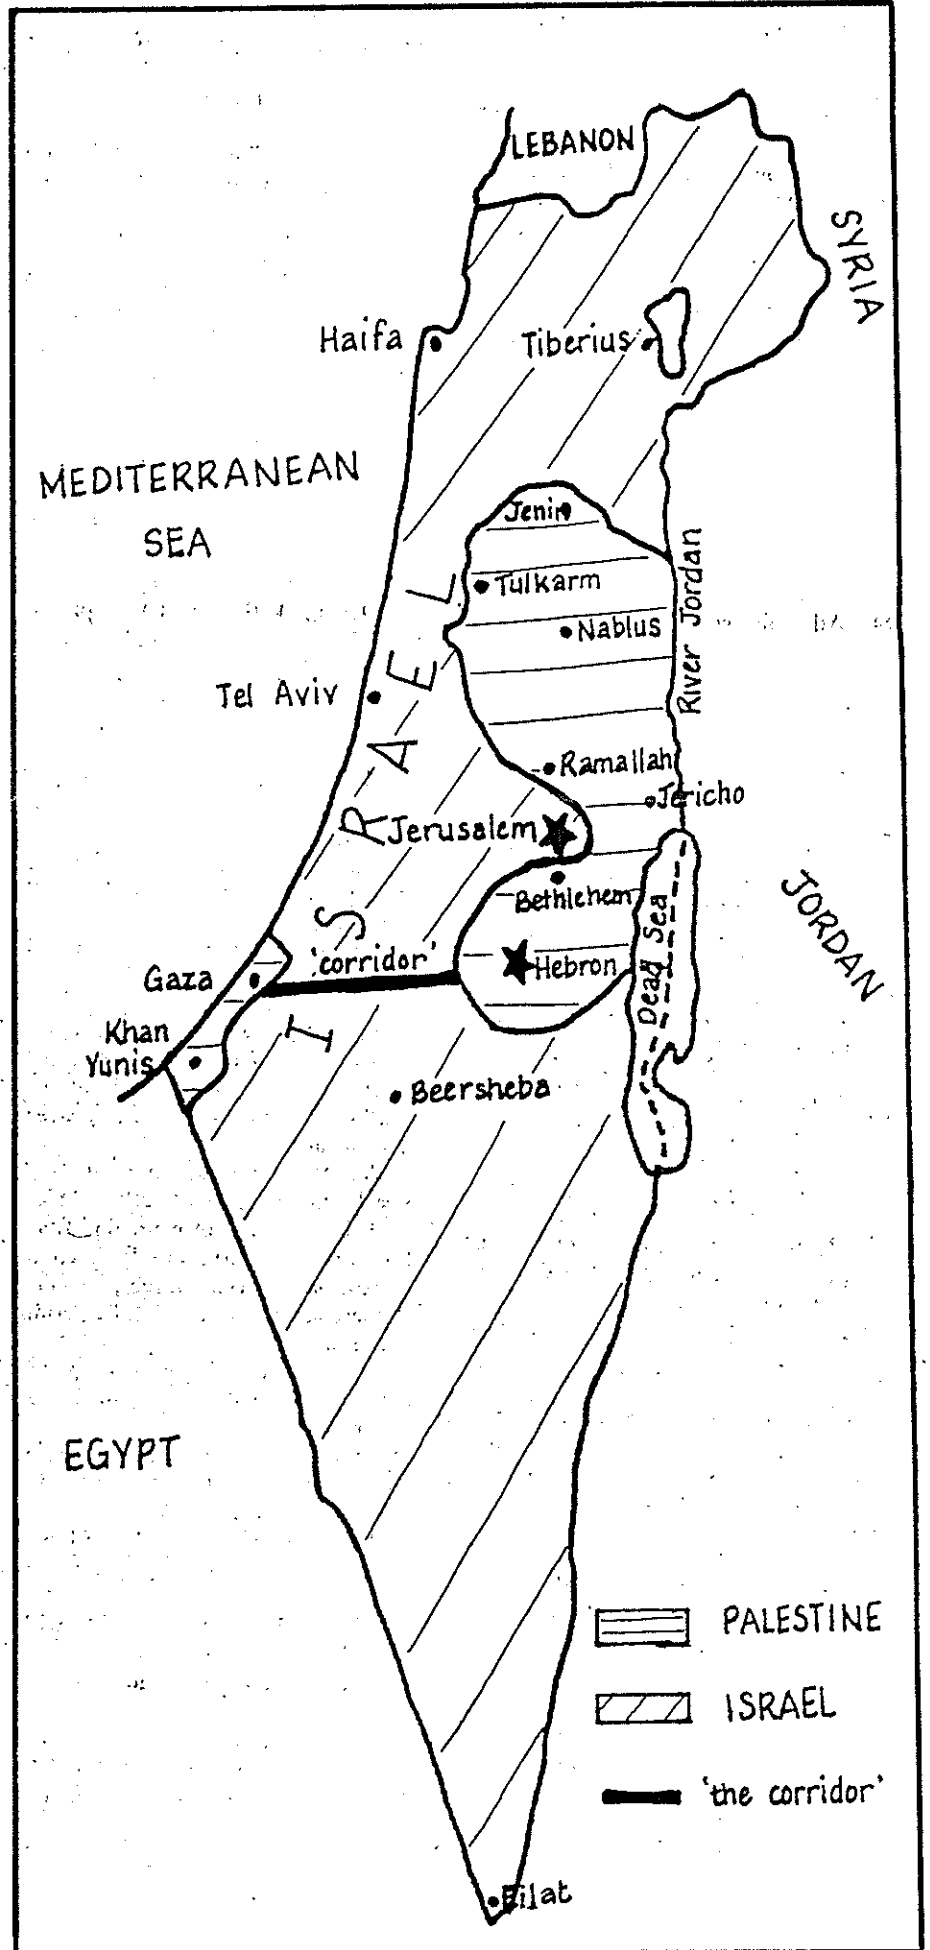 LEBANON
SYRIA
Haifa
Tiberius
MEDITERRANEAN
SEA
Jenin
Tulkarm
Nablus
River Jordan
ISRAEL
Tel Aviv
Ramallah
Jericho
Jerusalem
Bethlehem
Dead Sea
JORDAN
'corridor'
Hebron
Gaza
Khan
Yunis
Beersheba
EGYPT
PALESTINE
ISRAEL
'the corridor'
Eilat